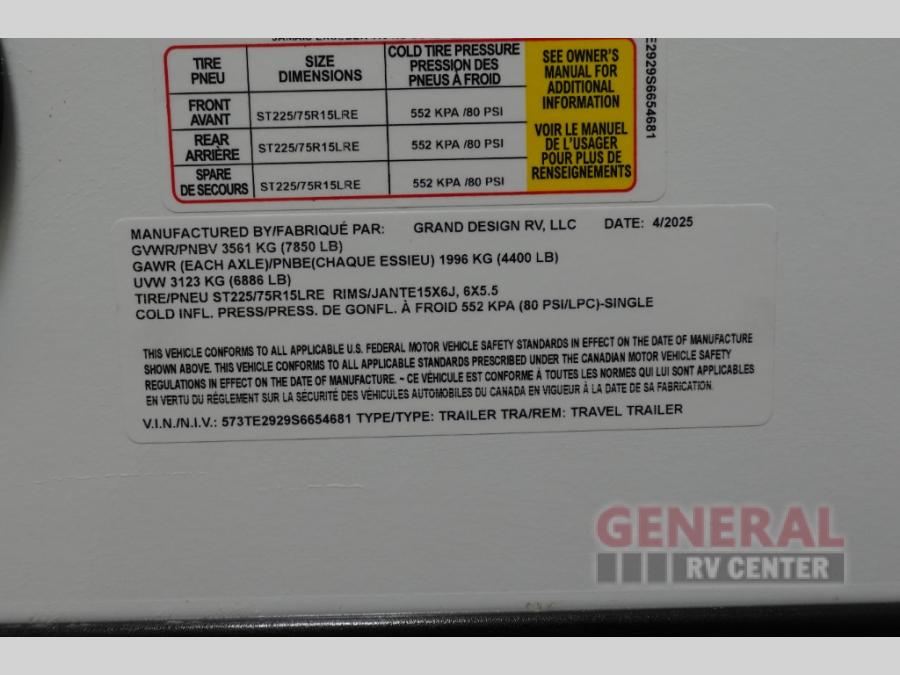 TIRE PNEU SIZE DIMENSIONS COLD TIRE PRESSURE PRESSION DES PNEUS À FROID
FRONT AVANT ST225/75R15LRE 552 KPA /80 PSI
REAR ARRIÈRE ST225/75R15LRE 552 KPA /80 PSI
SPARE DE SECOURS ST225/75R15LRE 552 KPA /80 PSI
SEE OWNER'S
MANUAL FOR
ADDITIONAL
INFORMATION
VOIR LE MANUEL
DE L'USAGER
POUR PLUS DE
RENSEIGNEMENTS
E2929S6654681
MANUFACTURED BY/FABRIQUÉ PAR: GRAND DESIGN RV, LLC DATE: 4/2025
GVWR/PNBV 3561 KG (7850 LB)
GAWR (EACH AXLE)/PNBE(CHAQUE ESSIEU) 1996 KG (4400 LB)
UVW 3123 KG (6886 LB)
TIRE/PNEU ST225/75R15LRE RIMS/JANTE15X6J, 6X5.5
COLD INFL. PRESS/PRESS. DE GONFL. À FROID 552 KPA (80 PSI/LPC)-SINGLE
THIS VEHICLE CONFORMS TO ALL APPLICABLE U.S. FEDERAL MOTOR VEHICLE SAFETY STANDARDS IN EFFECT ON THE DATE OF MANUFACTURE
SHOWN ABOVE. THIS VEHICLE CONFORMS TO ALL APPLICABLE STANDARDS PRESCRIBED UNDER THE CANADIAN MOTOR VEHICLE SAFETY
REGULATIONS IN EFFECT ON THE DATE OF MANUFACTURE. - CE VÉHICULE EST CONFORME À TOUTES LES NORMES QUI LUI SONT APPLICABLES
EN VERTU DU RÈGLEMENT SUR LA SÉCURITÉ DES VÉHICULES AUTOMOBILES DU CANADA EN VIGUEUR À LA DATE DE SA FABRICATION.
V.I.N./N.I.V.: 573TE2929S6654681 TYPE/TYPE: TRAILER TRA/REM: TRAVEL TRAILER
GENERAL
RV CENTER